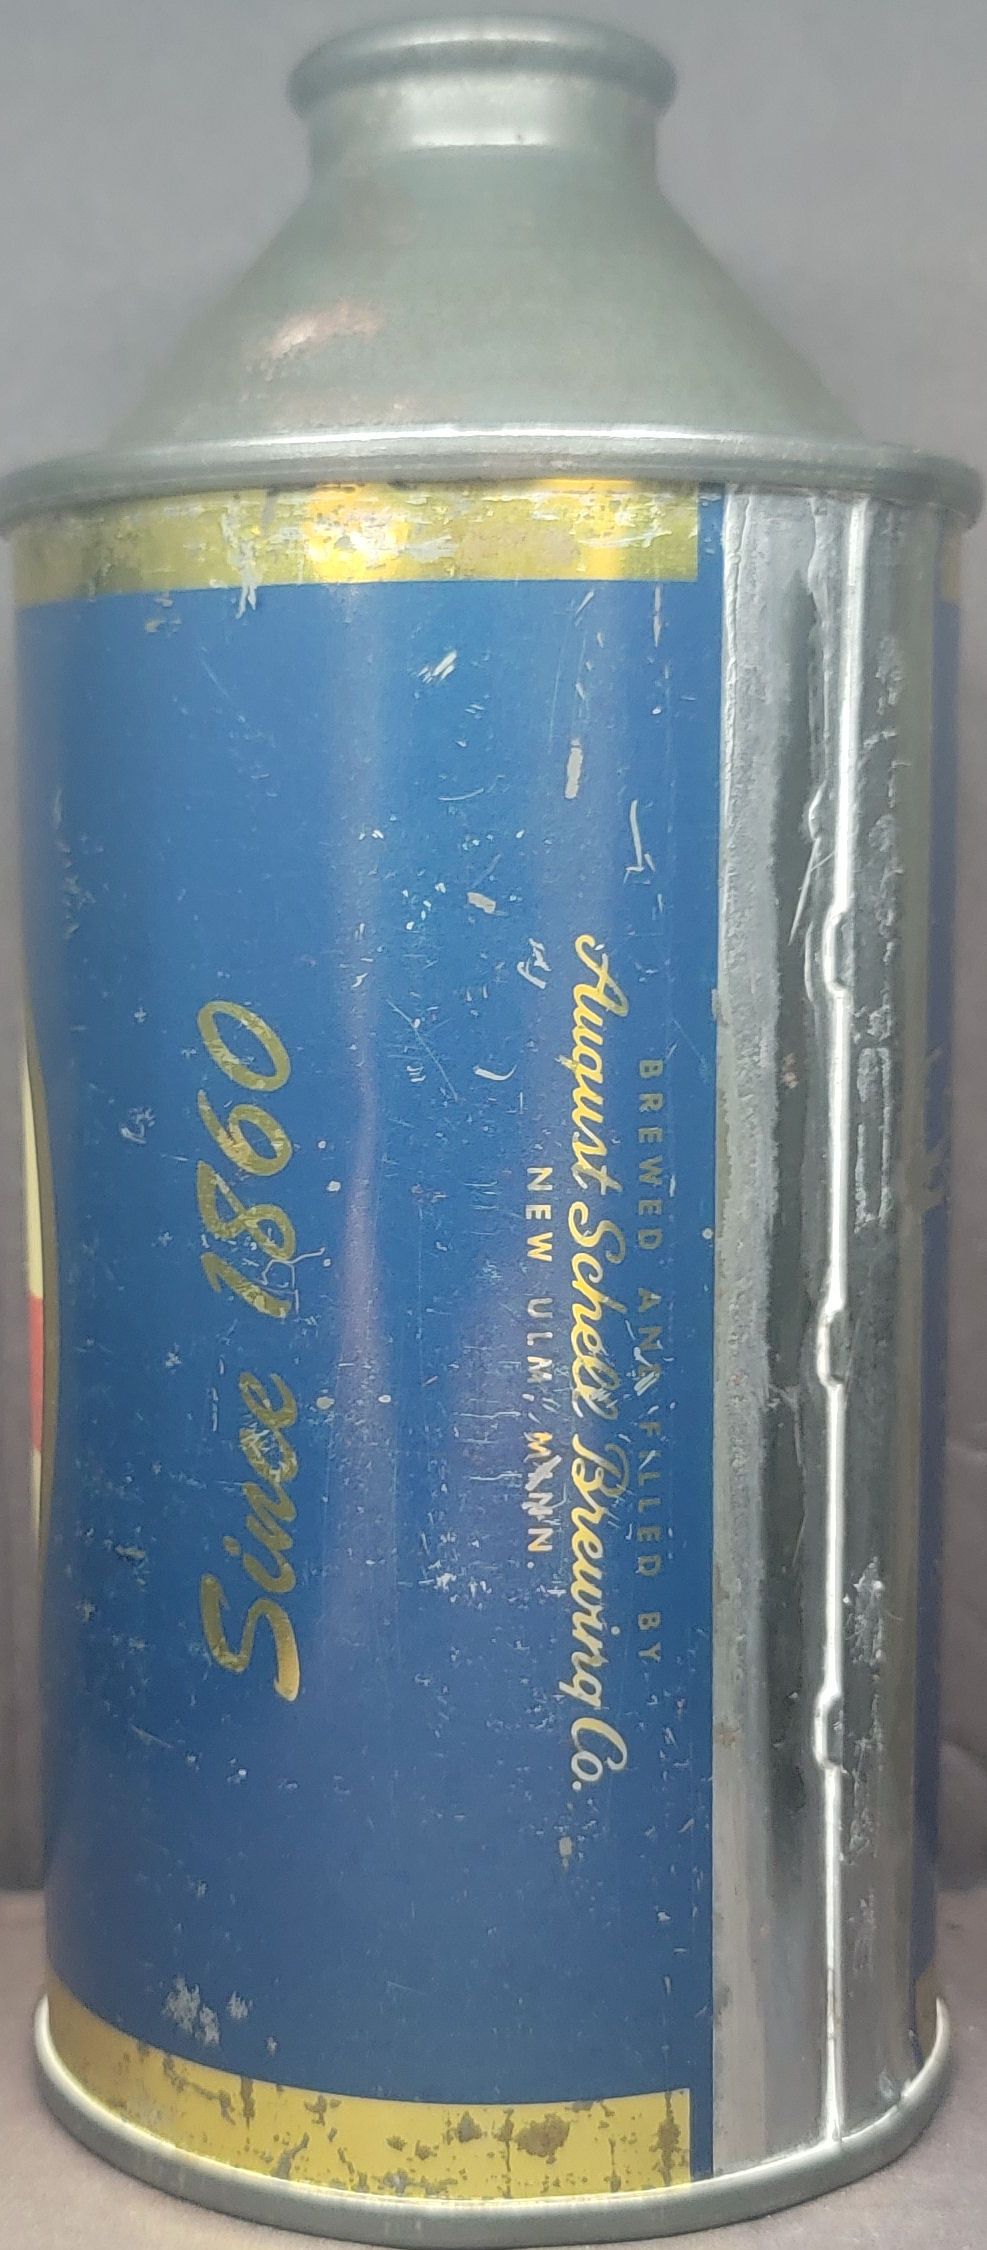 Since 1860
BREWED AND FILLED BY
August Schell Brewing Co.
NEW ULM, MINN.